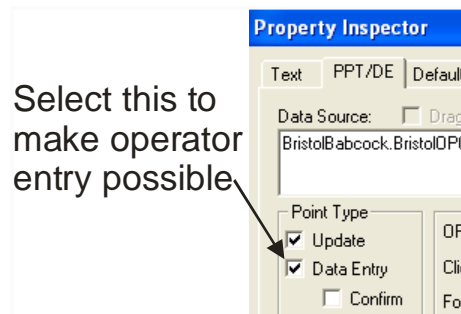 Property Inspector
Text PPT/DE
Select this to
make operator
entry possible
Data Source:
Point Type
Update
Data Entry
Confirm